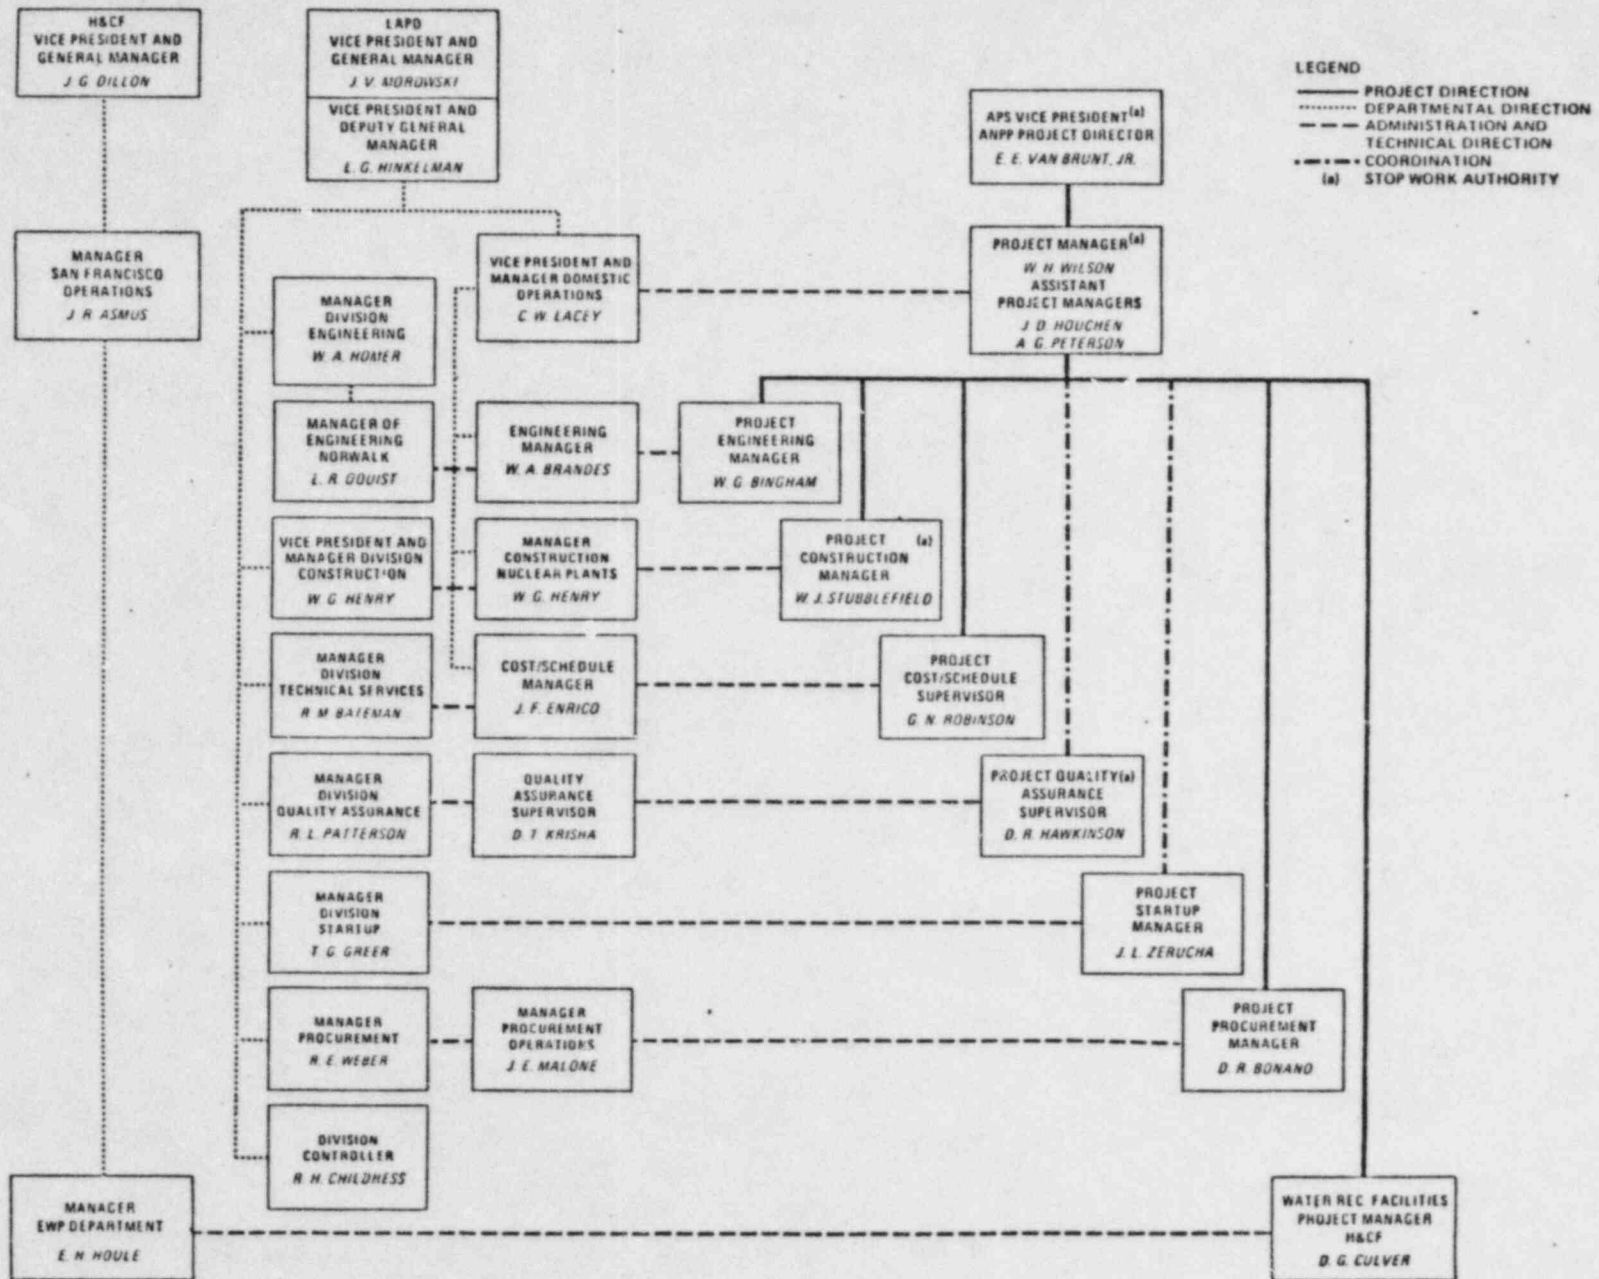 H&CF
VICE PRESIDENT AND
GENERAL MANAGER
J. G. DILLON
LAPD
VICE PRESIDENT AND
GENERAL MANAGER
J. V. MOROWSKI
VICE PRESIDENT AND
DEPUTY GENERAL
MANAGER
L. G. HINKELMAN
APS VICE PRESIDENT(a)
ANPP PROJECT DIRECTOR
E. E. VAN BRUNT, JR.
LEGEND
PROJECT DIRECTION
DEPARTMENTAL DIRECTION
ADMINISTRATION AND
TECHNICAL DIRECTION
COORDINATION
(a) STOP WORK AUTHORITY
MANAGER
SAN FRANCISCO
OPERATIONS
J. R. ASMUS
VICE PRESIDENT AND
MANAGER DOMESTIC
OPERATIONS
C. W. LACEY
PROJECT MANAGER(a)
W. H. WILSON
ASSISTANT
PROJECT MANAGERS
J. D. HOUCHEN
A. G. PETERSON
MANAGER
DIVISION
ENGINEERING
W. A. HOMER
MANAGER OF
ENGINEERING
NORWALK
L. R.
ENGINEERING
MANAGER
W. A. BRANDES
PROJECT
ENGINEERING
MANAGER
W. G. BINGHAM
VICE PRESIDENT AND
MANAGER DIVISION
CONSTRUCTION
W. G. HENRY
MANAGER
CONSTRUCTION
NUCLEAR PLANTS
W. G. HENRY
PROJECT (a)
CONSTRUCTION
MANAGER
W. J. STUBBLEFIELD
MANAGER
DIVISION
TECHNICAL SERVICES
R. M. BATEMAN
COST/SCHEDULE
MANAGER
J. F. ENRICO
PROJECT
COST/SCHEDULE
SUPERVISOR
G. N. ROBINSON
MANAGER
DIVISION
QUALITY ASSURANCE
R. L. PATTERSON
QUALITY
ASSURANCE
SUPERVISOR
D. T. KRISHA
PROJECT QUALITY(a)
ASSURANCE
SUPERVISOR
D. R. HAWKINSON
MANAGER
DIVISION
STARTUP
T. G. GREER
PROJECT
STARTUP
MANAGER
J. L. ZERUCHA
MANAGER
PROCUREMENT
R. E. WEBER
MANAGER
PROCUREMENT
OPERATIONS
J. E. MALONE
PROJECT
PROCUREMENT
MANAGER
D. R. BONANO
DIVISION
CONTROLLER
R. H. CHILDHESS
MANAGER
EWP DEPARTMENT
E. H. HOULE
WATER REC FACILITIES
PROJECT MANAGER
H&CF
D. G. CULVER